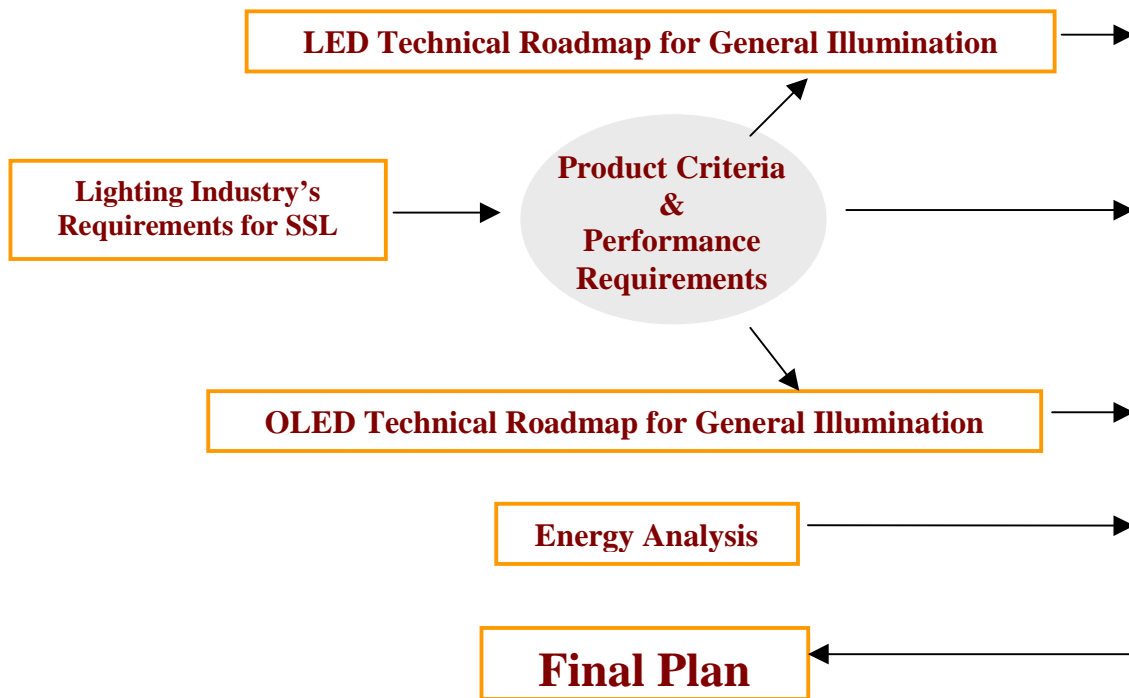 LED Technical Roadmap for General Illumination
Lighting Industry’s
Requirements for SSL
Product Criteria
&
Performance
Requirements
OLED Technical Roadmap for General Illumination
Energy Analysis
Final Plan